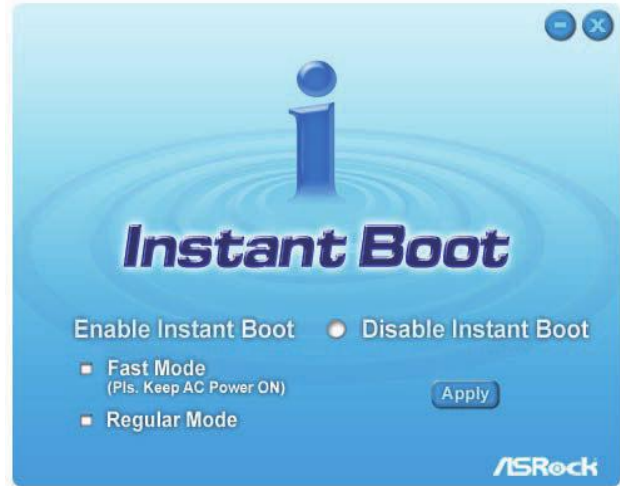 i
Instant Boot
Enable Instant Boot
Disable Instant Boot
Fast Mode
(Pls. Keep AC Power ON)
Apply
Regular Mode
ASRock